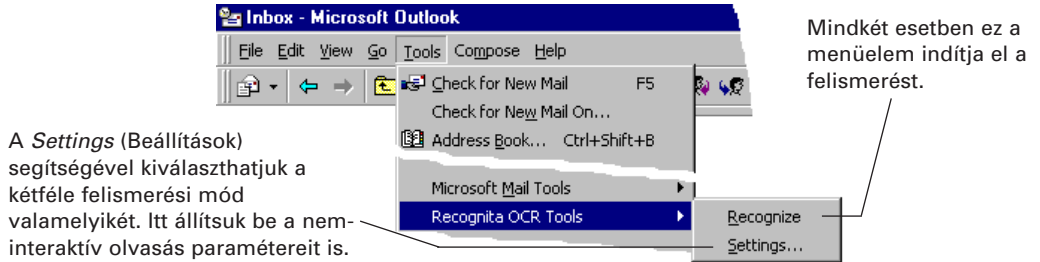 Inbox - Microsoft Outlook
File Edit View Go Tools Compose Help
Check for New Mail F5
Check for New Mail On...
Address Book... Ctrl+Shift+B
Microsoft Mail Tools
Recognita OCR Tools
Recognize
Settings...
Mindkét esetben ez a
menüelem indítja el a
felismerést.
A Settings (Beállítások)
segítségével kiválaszthatjuk a
kétféle felismerési mód
valamelyikét. Itt állítsuk be a nem-
interaktív olvasás paramétereit is.